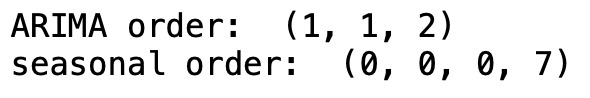 ARIMA order:  (1, 1, 2)
seasonal order:  (0, 0, 0, 7)